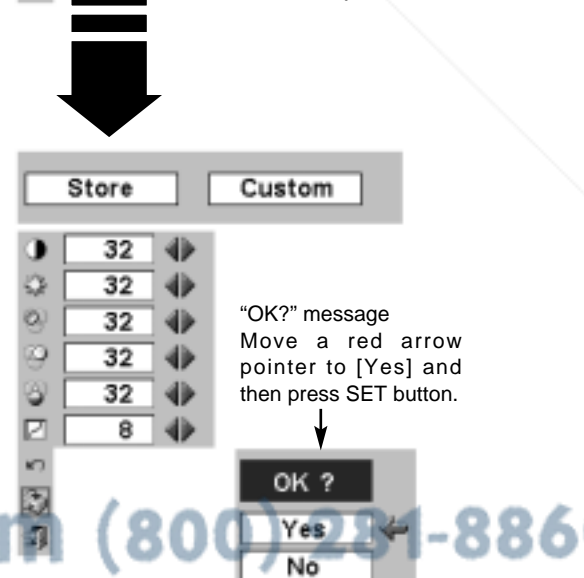 Store Custom
32
32
32
32
32
8
“OK?” message
Move a red arrow
pointer to [Yes] and
then press SET button.
OK ?
Yes
No
m (800) 281-886